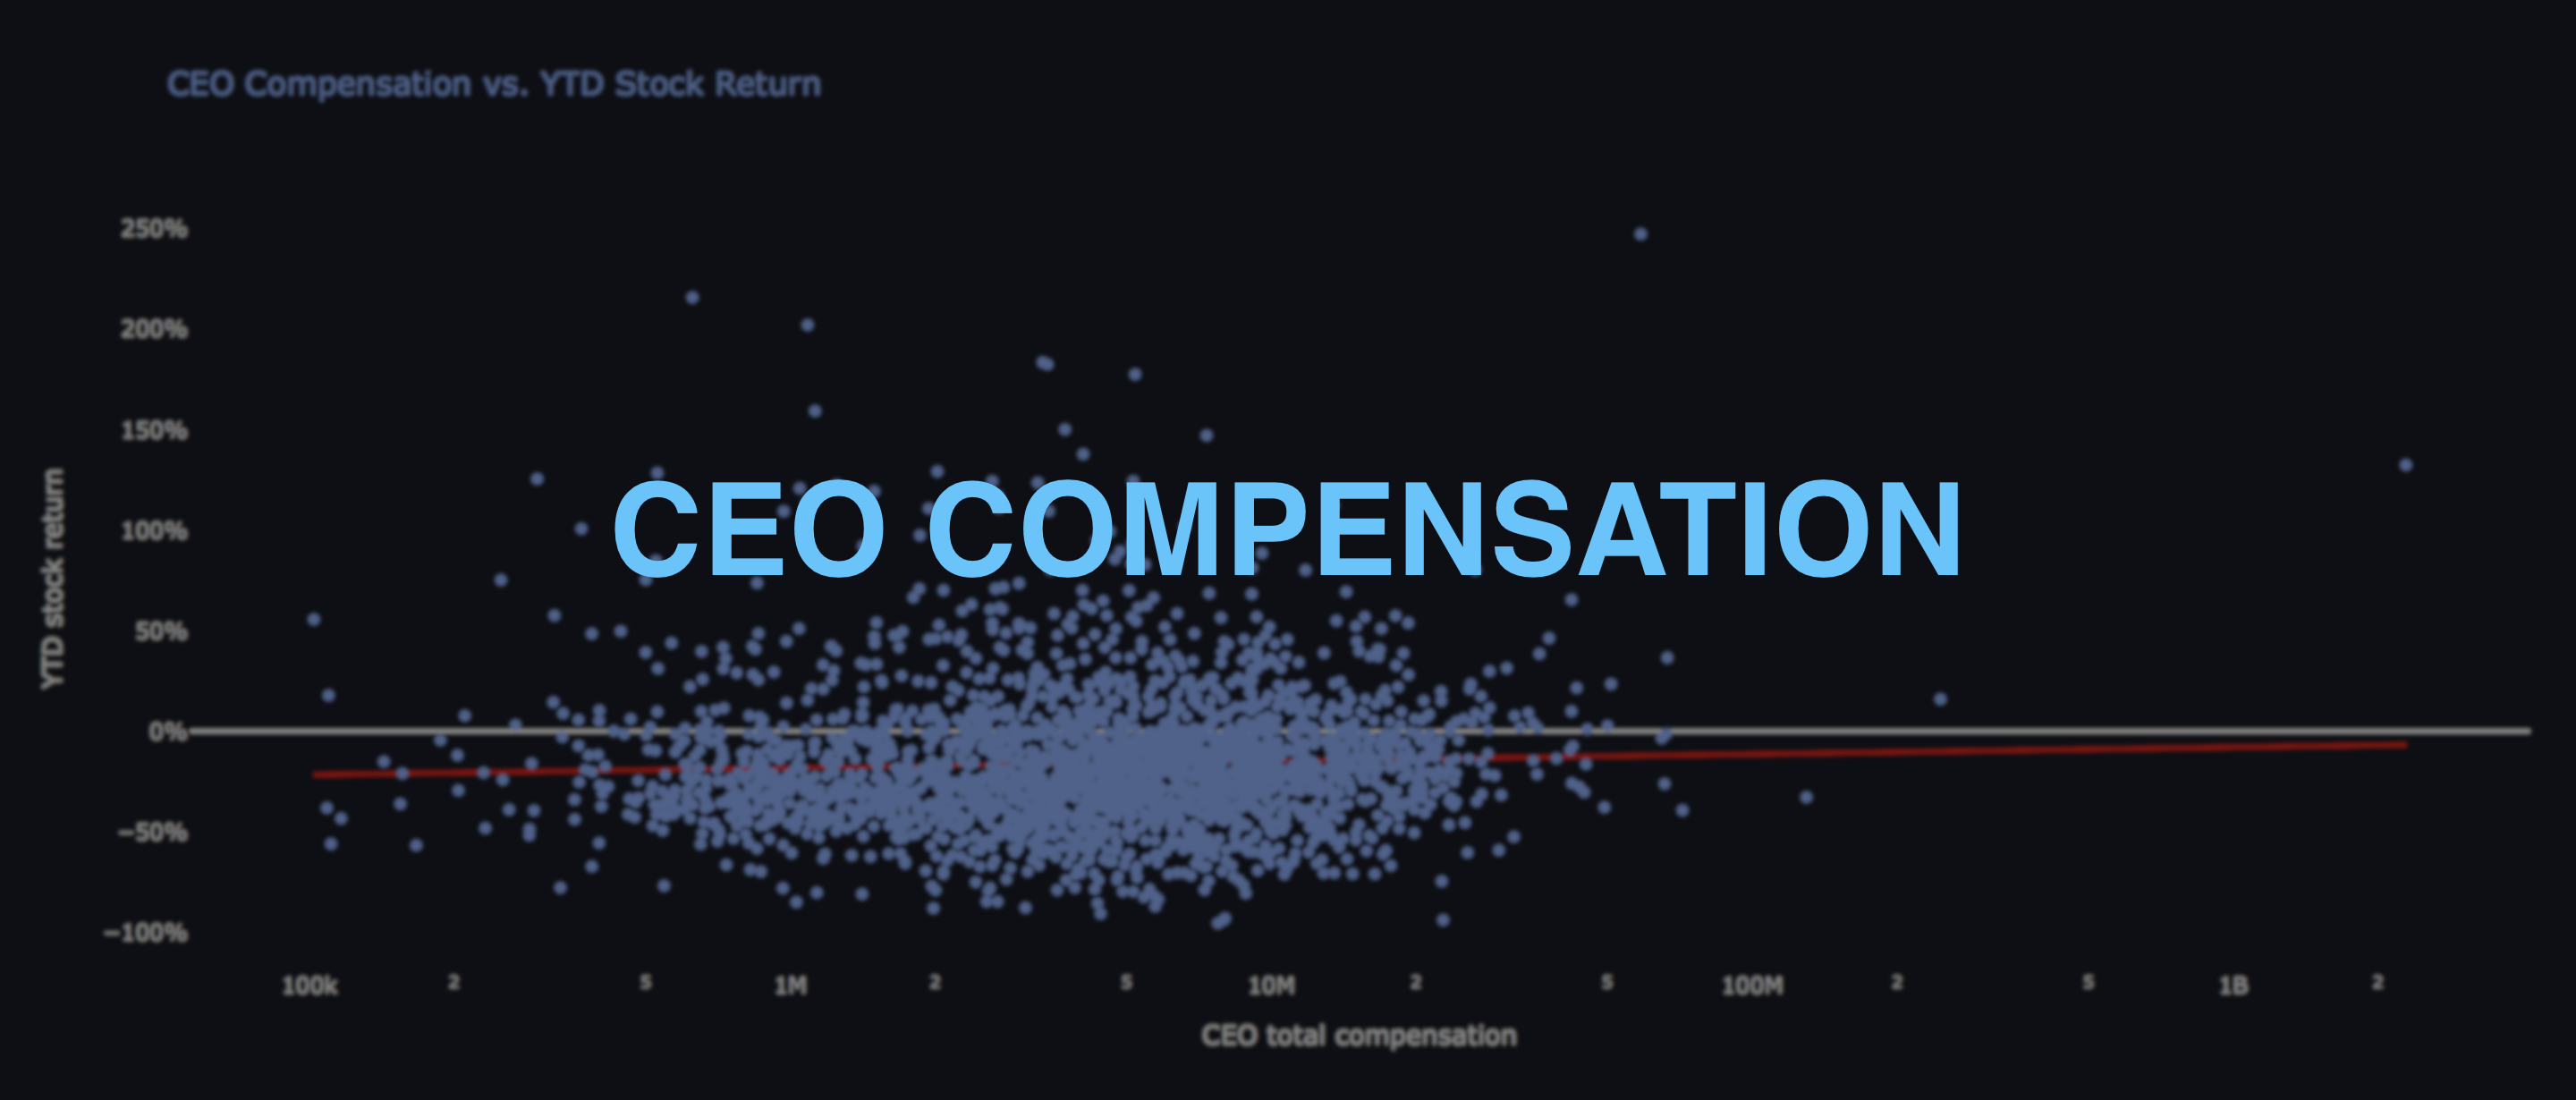 CEO Compensation vs. YTD Stock Return
250%
200%
150%
100%
50%
0%
−50%
−100%
YTD stock return
CEO COMPENSATION
100k 2 5 1M 2 5 10M 2 5 100M 2 5 1B 2
CEO total compensation